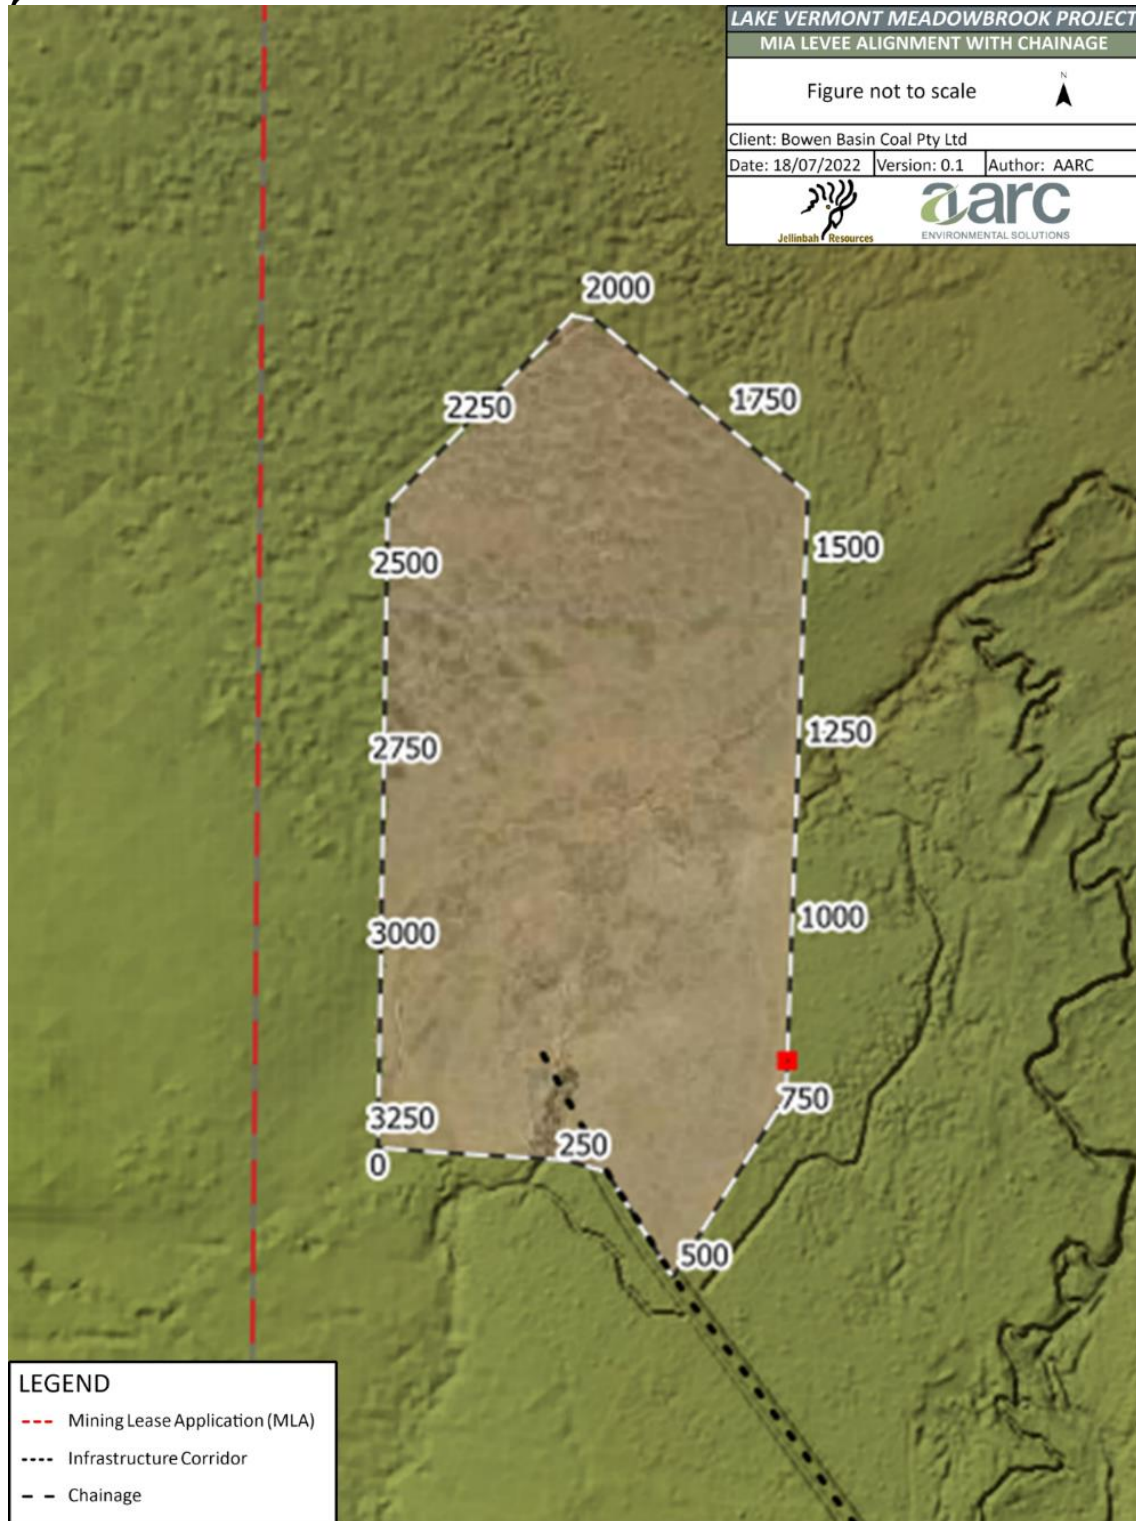 LAKE VERMONT MEADOWBROOK PROJECT
MIA LEVEE ALIGNMENT WITH CHAINAGE
Figure not to scale
N
Client: Bowen Basin Coal Pty Ltd
Date: 18/07/2022 Version: 0.1 Author: AARC
Jellinbah Resources
aarc
ENVIRONMENTAL SOLUTIONS
2000
2250
1750
2500
1500
2750
1250
3000
1000
750
3250
250
0
500
LEGEND
Mining Lease Application (MLA)
Infrastructure Corridor
Chainage